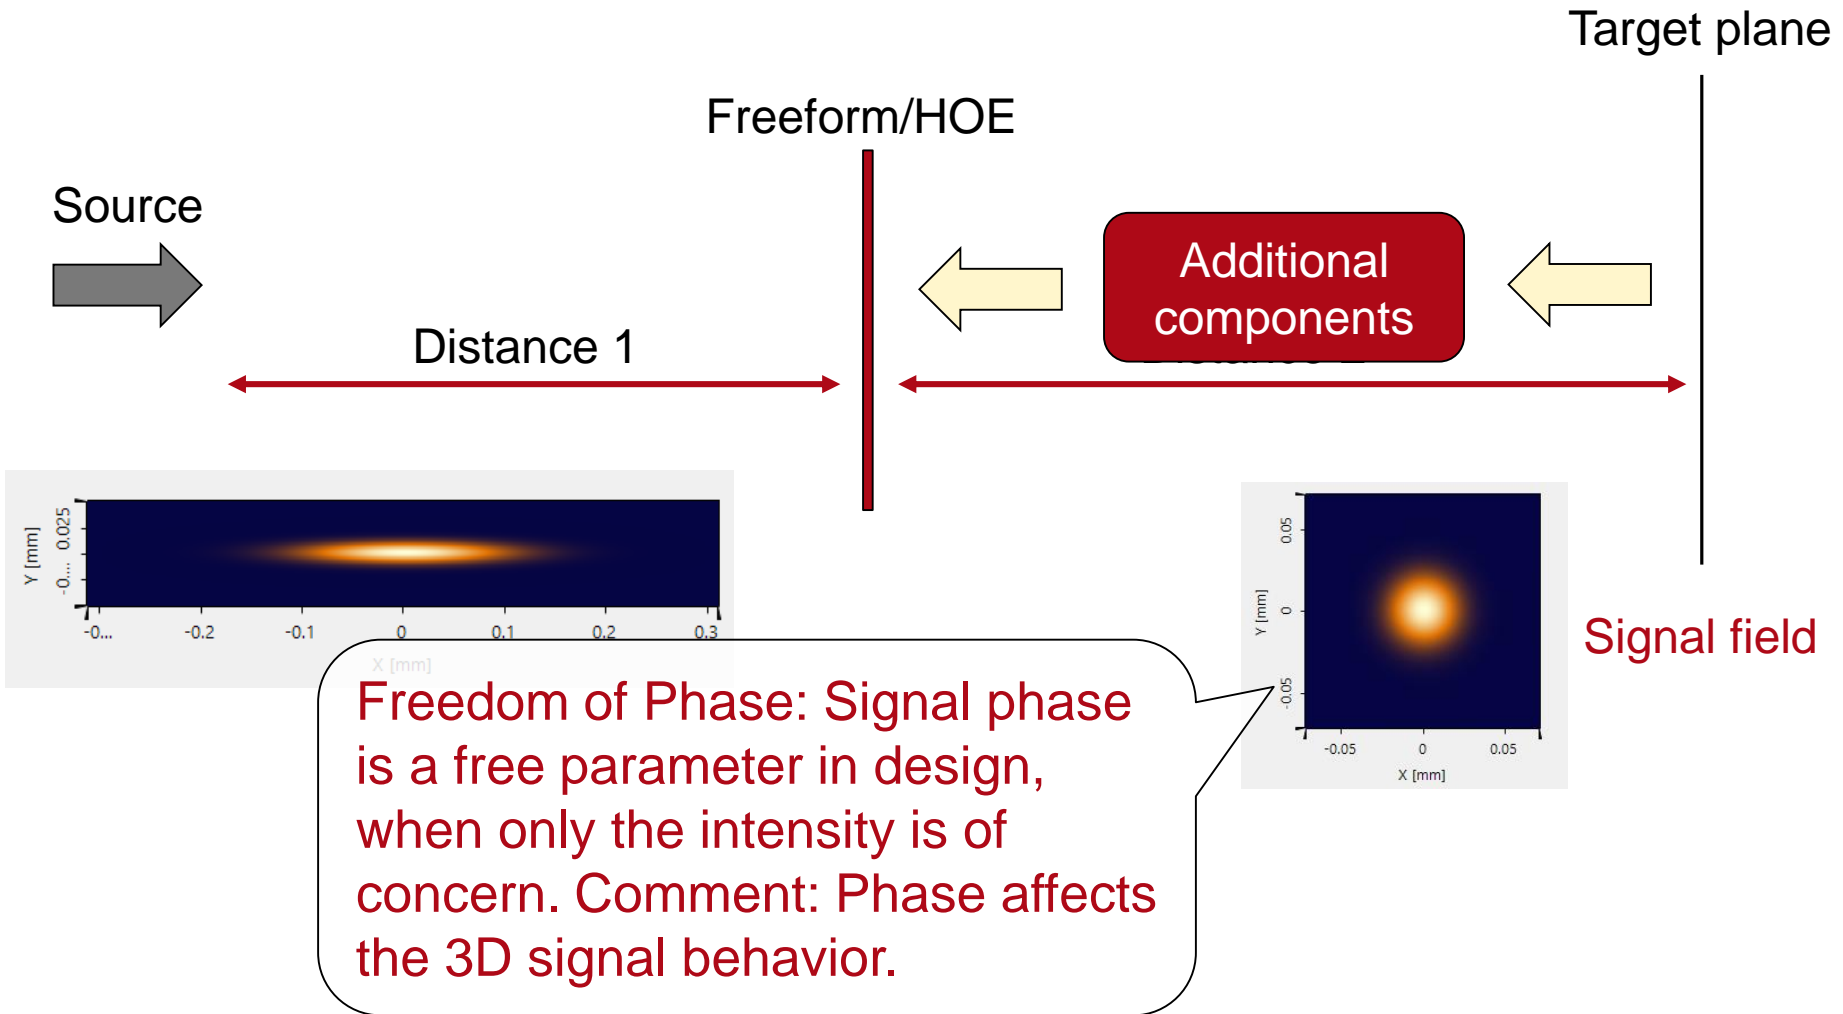 Target plane
Freeform/HOE
Source
Additional
components
Distance 1
Y [mm]
0.025
-0....
-0...
-0.2
-0.1
0
0.1
0.2
0.3
X [mm]
Y [mm]
0.05
0
-0.05
-0.05
0
0.05
X [mm]
Signal field
Freedom of Phase: Signal phase
is a free parameter in design,
when only the intensity is of
concern. Comment: Phase affects
the 3D signal behavior.